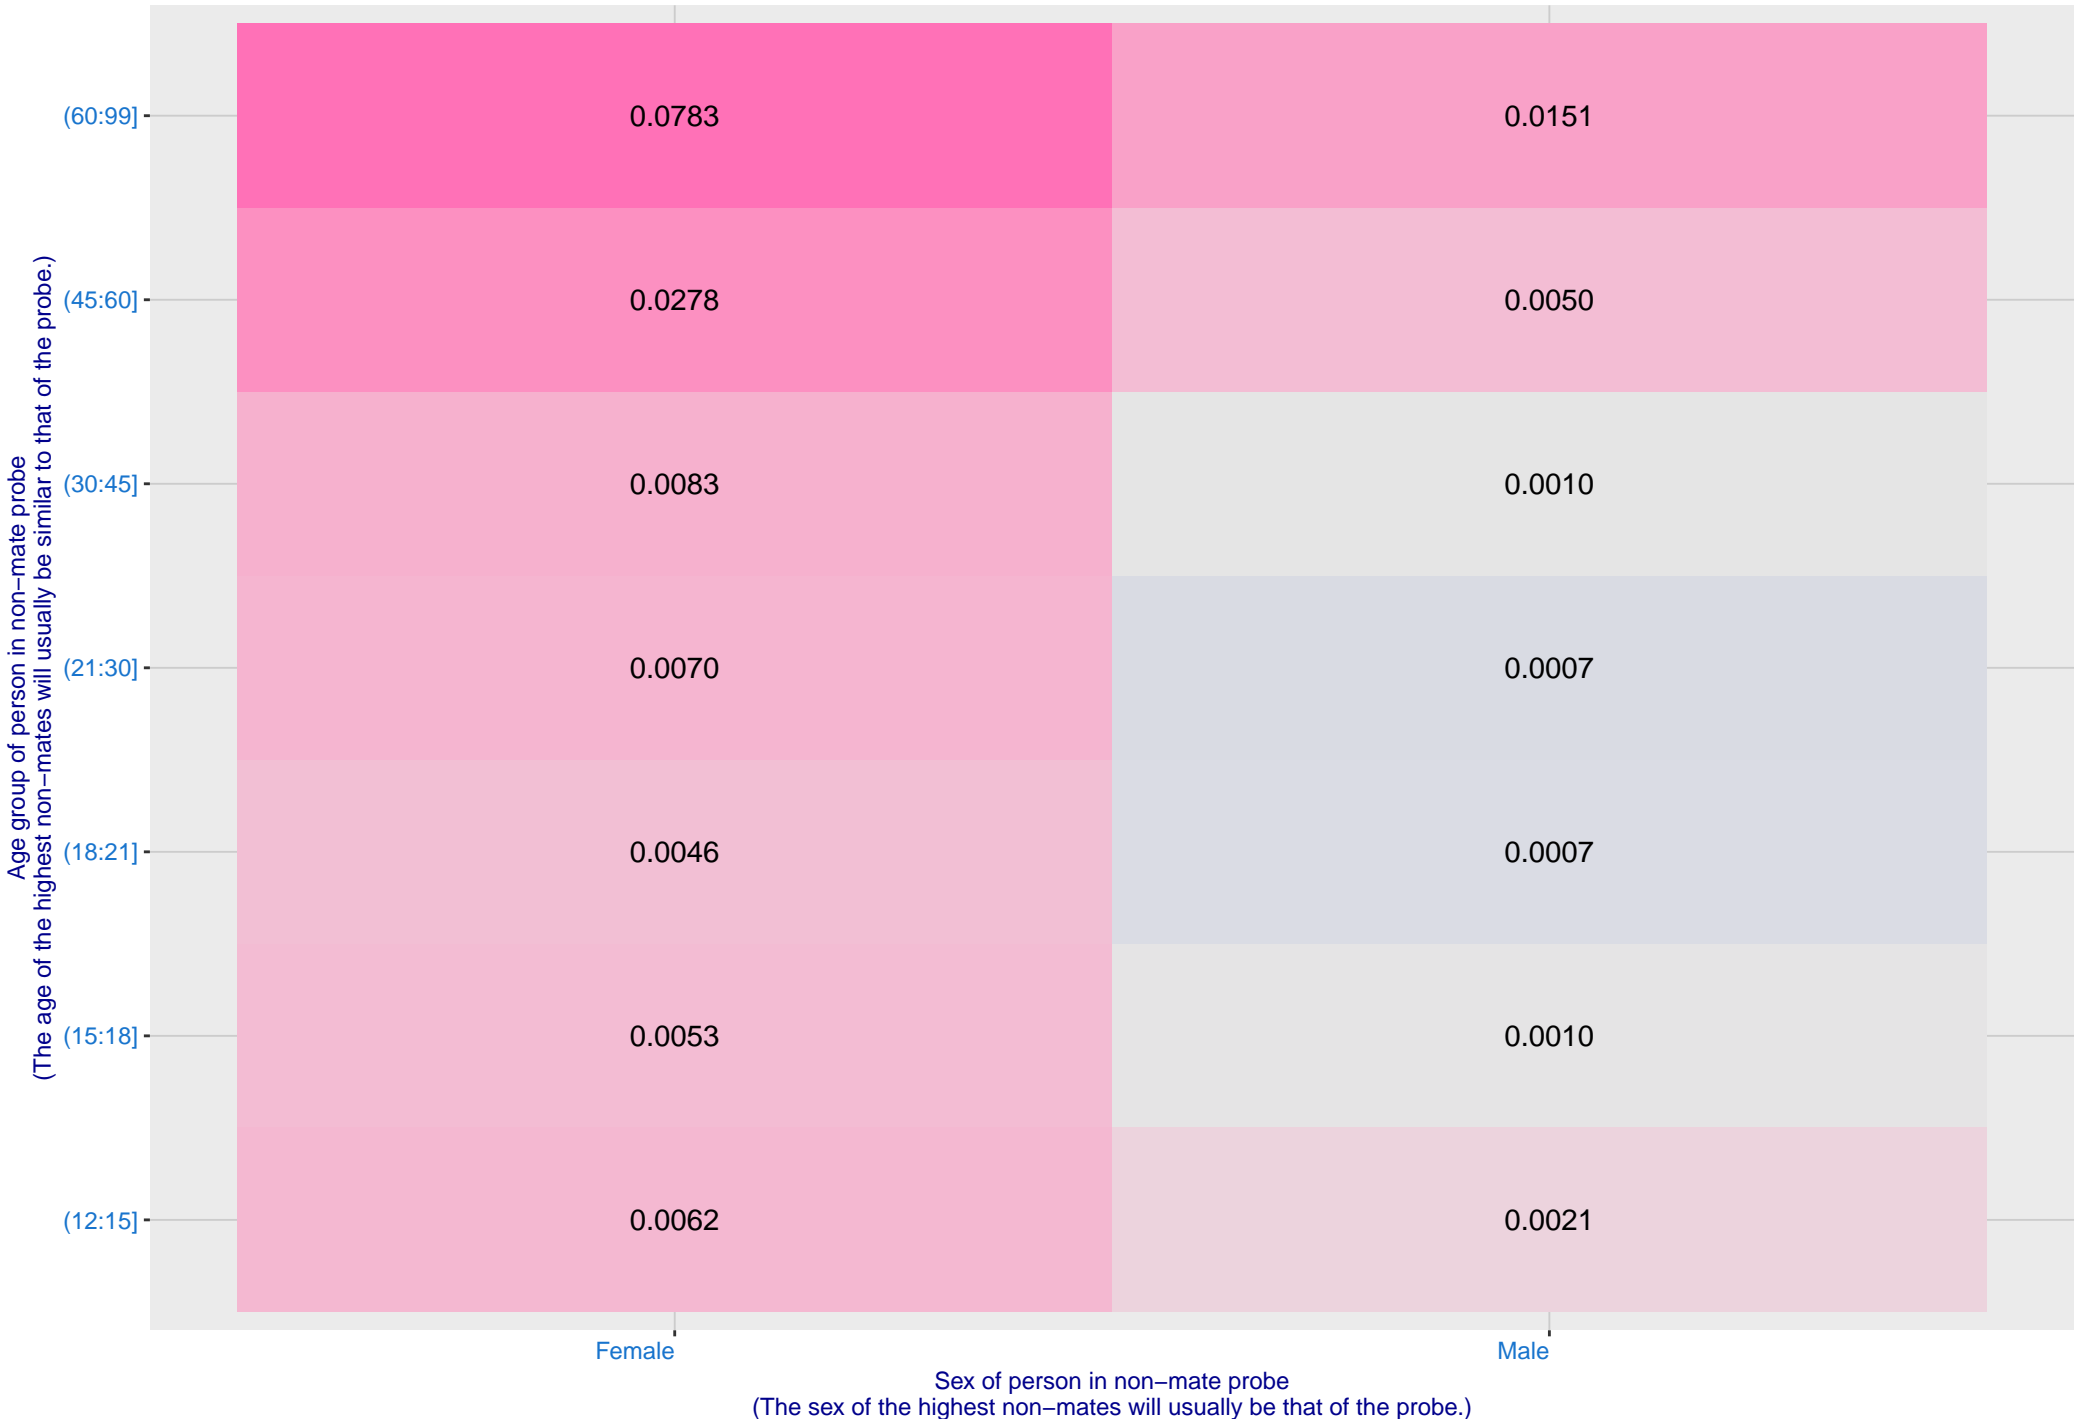 Age group of person in non−mate probe
(The age of the highest non−mates will usually be similar to that of the probe.)
(60:99] 0.0783 0.0151
(45:60] 0.0278 0.0050
(30:45] 0.0083 0.0010
(21:30] 0.0070 0.0007
(18:21] 0.0046 0.0007
(15:18] 0.0053 0.0010
(12:15] 0.0062 0.0021
Female Male
Sex of person in non−mate probe
(The sex of the highest non−mates will usually be that of the probe.)